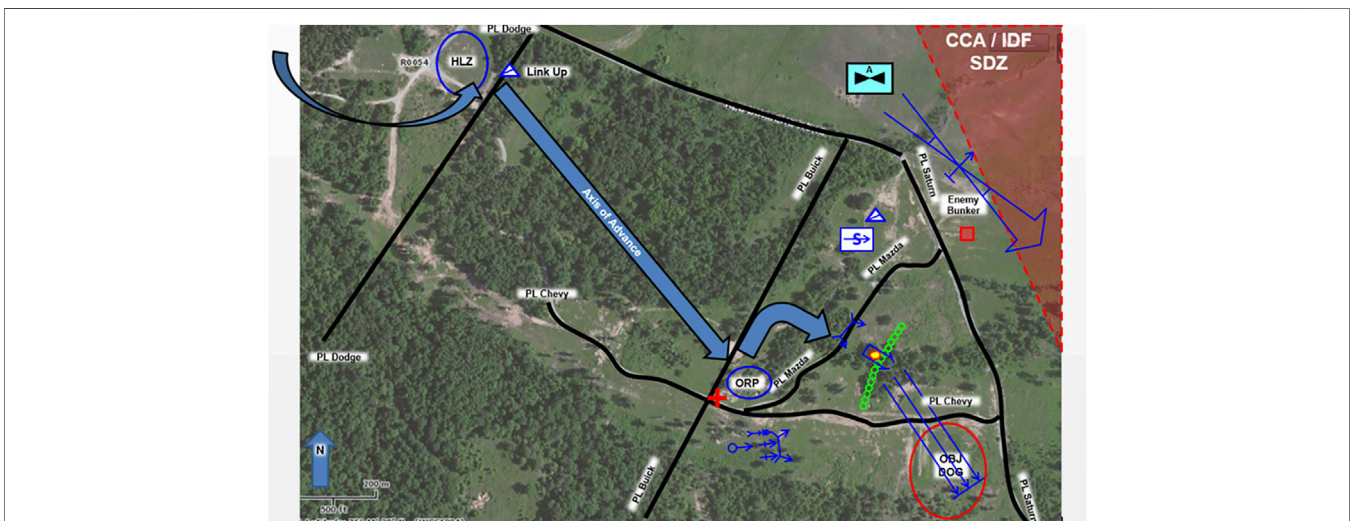 PL Dodge
CCA / IDF
SDZ
R0054
HLZ
Link Up
A
PL Buick
PL Saturn
Enemy
Bunker
Axis of Advance
S
PL Mazda
PL Chevy
PL Dodge
ORP
PL Mazda
PL Chevy
N
OBJ
DOG
PL Buick
PL Saturn
200 m
500 ft